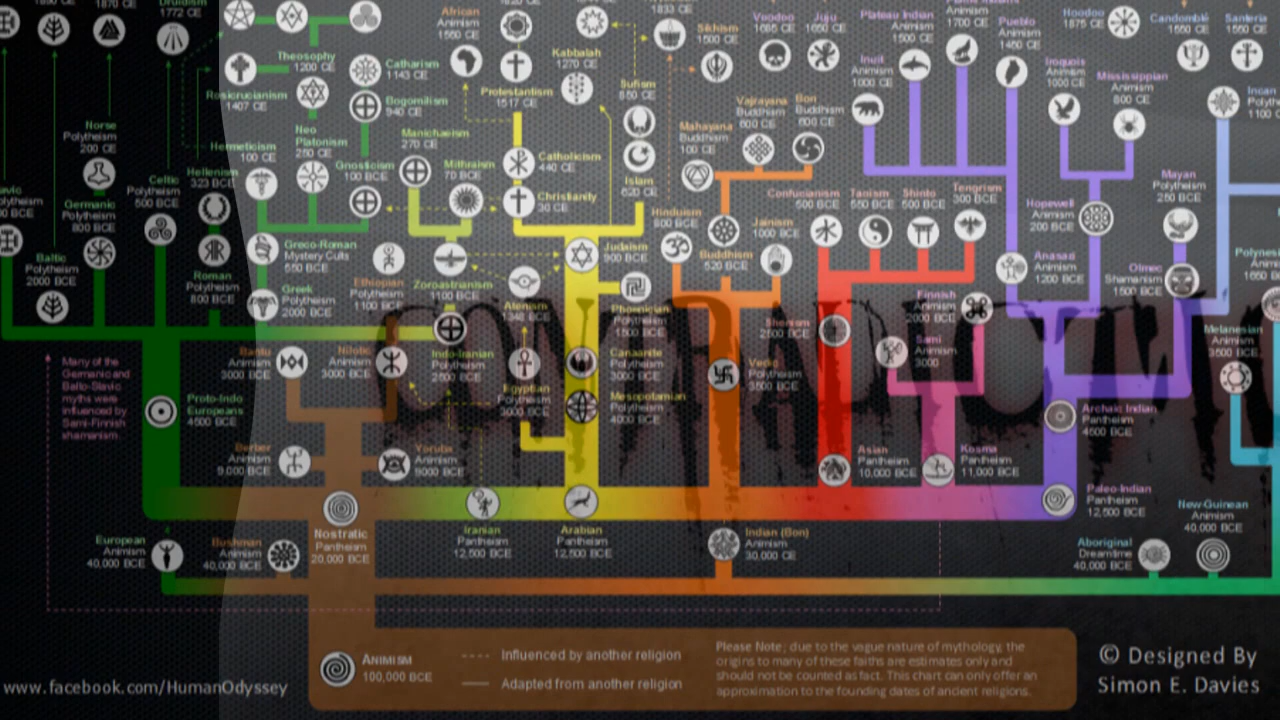 1772 CE
African
Animism
1560 CE
1833 CE
Sikhism
1500 CE
Voodoo
1685 CE
Juju
1650 CE
Plateau Indian
Animism
1500 CE
1700 CE
Pueblo
Animism
1450 CE
Hoodoo
1875 CE
Candomblé
1550 CE
Santeria
Theosophy
1200 CE
Catharism
1143 CE
Kabbalah
1270 CE
Sufism
850 CE
Inuit
Animism
1000 CE
Iroquois
Animism
1000 CE
Mississippian
Animism
800 CE
Rosicrucianism
1407 CE
Bogomilism
940 CE
Protestantism
1517 CE
Vajrayana
Buddhism
600 CE
Bon
Buddhism
600 CE
Incan
Norse
Polytheism
200 CE
Hermeticism
100 CE
Neo
Platonism
250 CE
Manichaeism
270 CE
Mahayana
Buddhism
100 CE
Gnosticism
100 BCE
Mithraism
70 BCE
Catholicism
440 CE
Celtic
Polytheism
500 BCE
Hellenism
323 BCE
Christianity
30 CE
Islam
620 CE
Confucianism
500 BCE
Taoism
550 BCE
Shinto
500 BCE
Tengrism
300 BCE
Mayan
Polytheism
250 BCE
Germanic
Polytheism
800 BCE
Hinduism
800 BCE
Jainism
1000 BCE
Hopewell
Animism
200 BCE
Greco-Roman
Mystery Cults
550 BCE
Judaism
900 BCE
Baltic
Polytheism
2000 BCE
Roman
Polytheism
800 BCE
Greek
Polytheism
2000 BCE
Ethiopian
Polytheism
1100 BCE
Zoroastrianism
1100 BCE
Atenism
1348 BCE
Buddhism
520 BCE
Anasazi
Animism
1200 BCE
Olmec
Shamanism
1500 BCE
Phoenician
Polytheism
1500 BCE
Shenism
2500 BCE
Finnish
Animism
2000 BCE
Sami
Animism
3000
Melanesian
Animism
3500 BCE
Many of the
Germanic and
Balto-Slavic
myths were
influenced by
Sami-Finnish
shamanism.
Bantu
Animism
3000 BCE
Nilotic
Animism
3000 BCE
Indo-Iranian
Polytheism
2500 BCE
Canaanite
Polytheism
3000 BCE
Vedic
Polytheism
3500 BCE
Egyptian
Polytheism
3000 BCE
Mesopotamian
Polytheism
4000 BCE
Proto-Indo
Europeans
4500 BCE
Archaic Indian
Pantheism
4500 BCE
Berber
Animism
9,000 BCE
Yoruba
Animism
9000 BCE
Asian
Pantheism
10,000 BCE
Kosma
Pantheism
11,000 BCE
Paleo-Indian
Pantheism
12,500 BCE
New-Guinean
Animism
40,000 BCE
Nostratic
Pantheism
20,000 BCE
Iranian
Pantheism
12,500 BCE
Arabian
Pantheism
12,500 BCE
Indian (Bon)
Animism
30,000 CE
European
Animism
40,000 BCE
Bushman
Animism
40,000 BCE
Aboriginal
Dreamtime
40,000 BCE
Animism
100,000 BCE
Influenced by another religion
Adapted from another religion
Please Note; due to the vague nature of mythology, the
origins to many of these faiths are estimates only and
should not be counted as fact. This chart can only offer an
approximation to the founding dates of ancient religions.
www.facebook.com/HumanOdyssey
© Designed By
Simon E. Davies